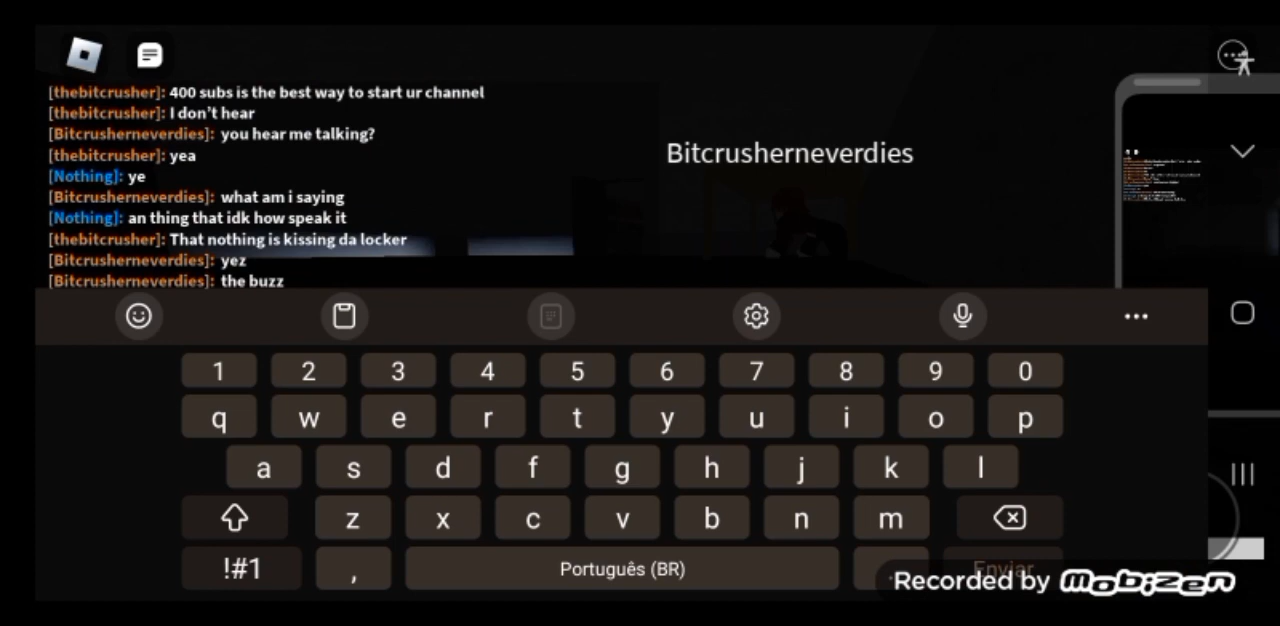 [thebitcrusher]: 400 subs is the best way to start ur channel
[thebitcrusher]: I don't hear
[Bitcrusherneverdies]: you hear me talking?
[thebitcrusher]: yea
[Nothing]: ye
[Bitcrusherneverdies]: what am i saying
[Nothing]: an thing that idk how speak it
[thebitcrusher]: That nothing is kissing da locker
[Bitcrusherneverdies]: yez
[Bitcrusherneverdies]: the buzz
Bitcrusherneverdies
1 2 3 4 5 6 7 8 9 0
q w e r t y u i o p
a s d f g h j k l
z x c v b n m
!#1 , Português (BR) . Enviar
Recorded by mobizen